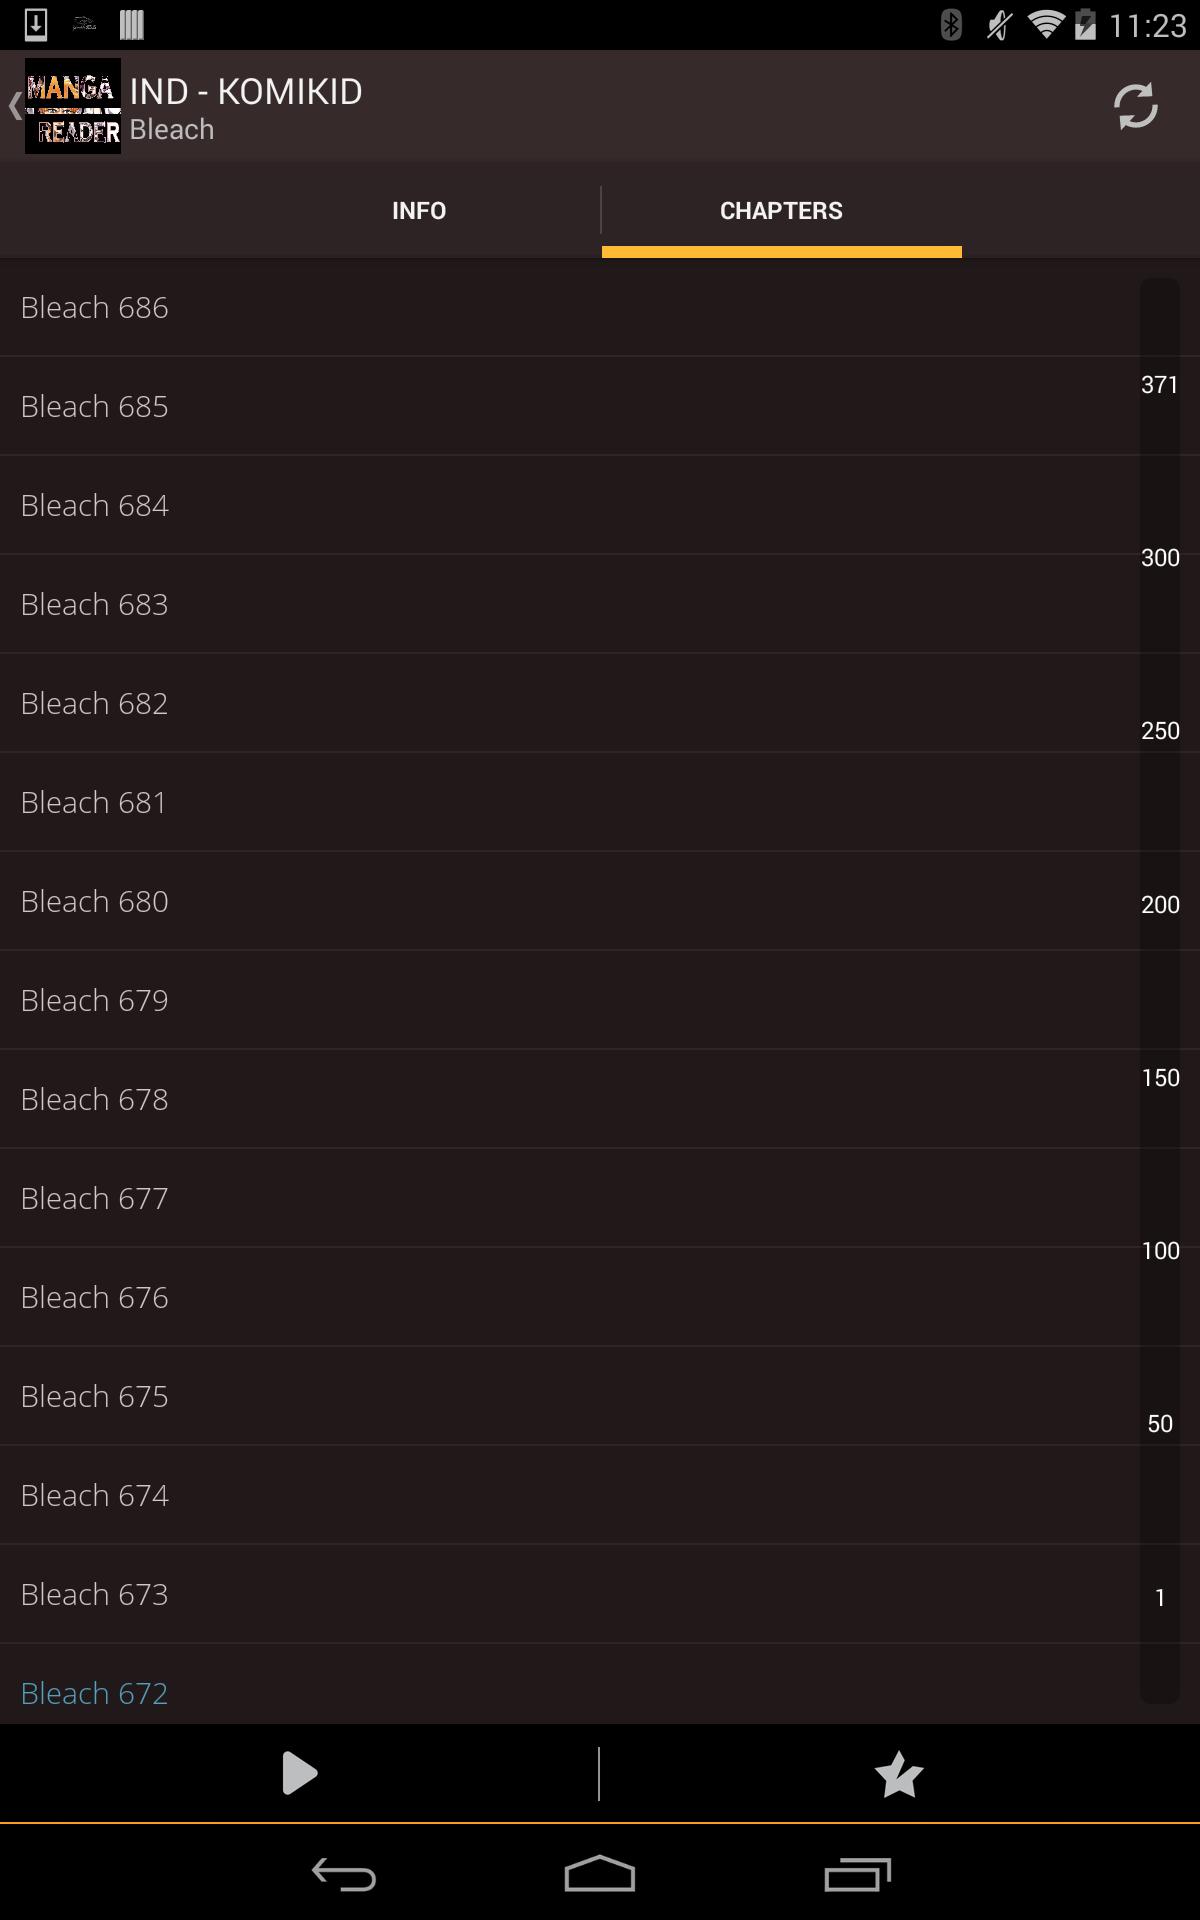 11:23
MANGA
READER
IND - KOMIKID
Bleach
INFO
CHAPTERS
Bleach 686
Bleach 685
Bleach 684
Bleach 683
Bleach 682
Bleach 681
Bleach 680
Bleach 679
Bleach 678
Bleach 677
Bleach 676
Bleach 675
Bleach 674
Bleach 673
Bleach 672
371
300
250
200
150
100
50
1